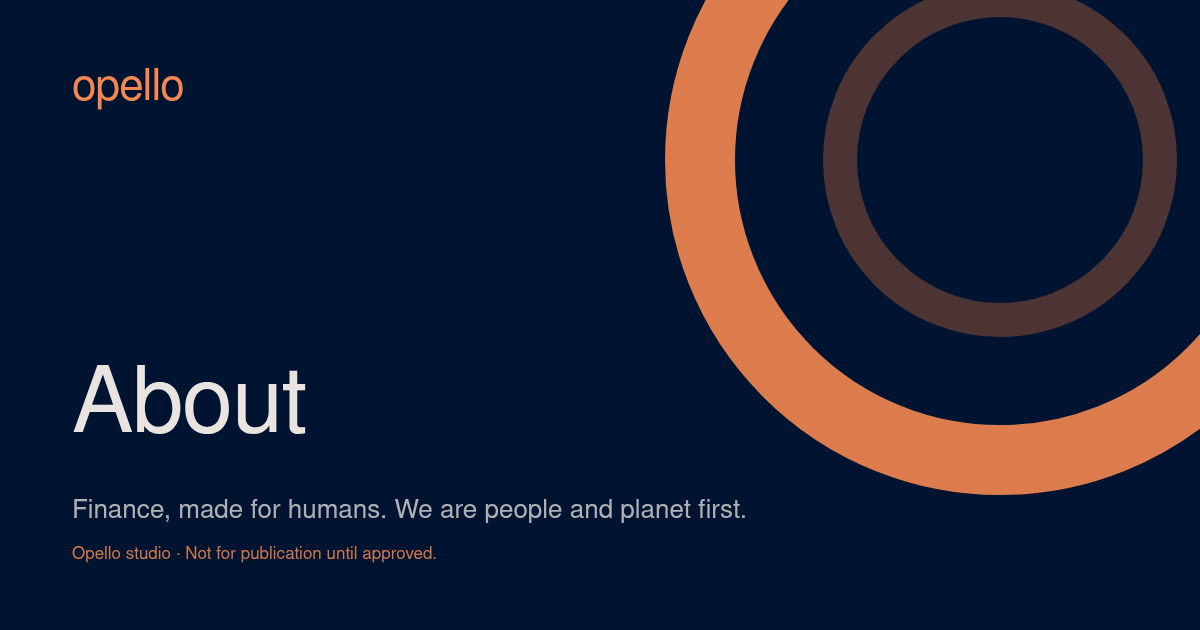 opello
About
Finance, made for humans. We are people and planet first.
Opello studio · Not for publication until approved.